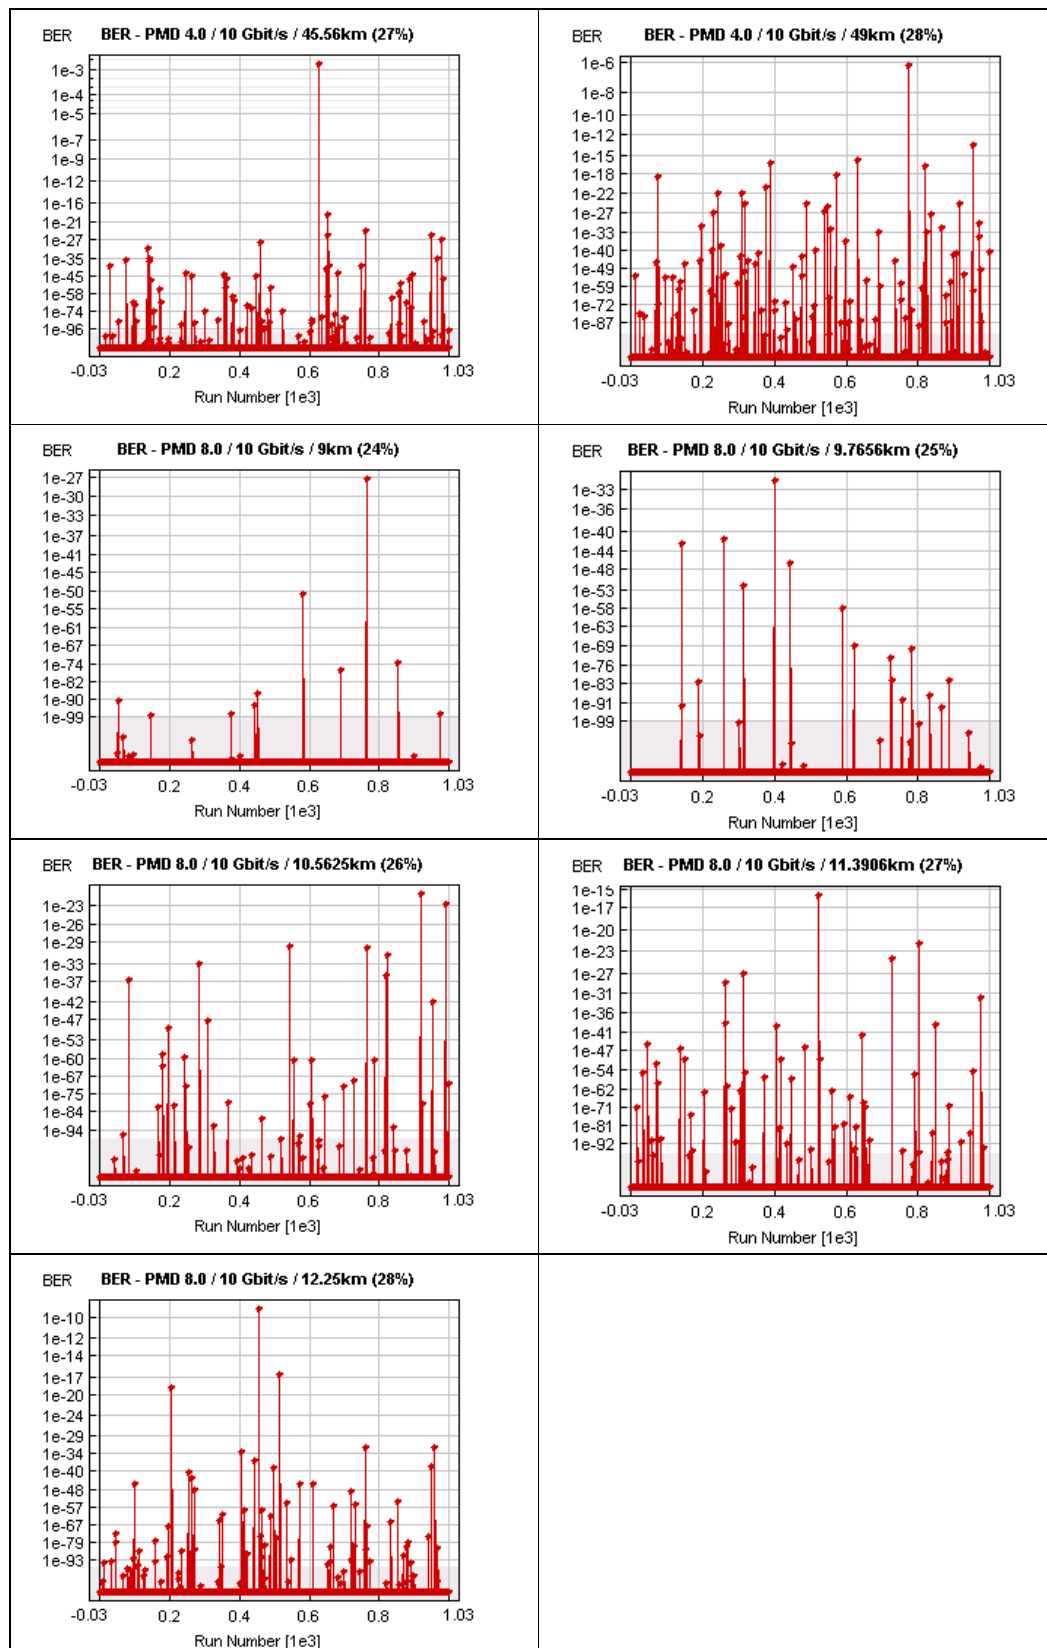 BER BER - PMD 4.0 / 10 Gbit/s / 45.56km (27%)
1e-3
1e-4
1e-5
1e-7
1e-9
1e-12
1e-16
1e-21
1e-27
1e-35
1e-45
1e-58
1e-74
1e-96
-0.03 0.2 0.4 0.6 0.8 1.03
Run Number [1e3]
BER BER - PMD 4.0 / 10 Gbit/s / 49km (28%)
1e-6
1e-8
1e-10
1e-12
1e-15
1e-18
1e-22
1e-27
1e-33
1e-40
1e-49
1e-59
1e-72
1e-87
-0.03 0.2 0.4 0.6 0.8 1.03
Run Number [1e3]
BER BER - PMD 8.0 / 10 Gbit/s / 9km (24%)
1e-27
1e-30
1e-33
1e-37
1e-41
1e-45
1e-50
1e-55
1e-61
1e-67
1e-74
1e-82
1e-90
1e-99
-0.03 0.2 0.4 0.6 0.8 1.03
Run Number [1e3]
BER BER - PMD 8.0 / 10 Gbit/s / 9.7656km (25%)
1e-33
1e-36
1e-40
1e-44
1e-48
1e-53
1e-58
1e-63
1e-69
1e-76
1e-83
1e-91
1e-99
-0.03 0.2 0.4 0.6 0.8 1.03
Run Number [1e3]
BER BER - PMD 8.0 / 10 Gbit/s / 10.5625km (26%)
1e-23
1e-26
1e-29
1e-33
1e-37
1e-42
1e-47
1e-53
1e-60
1e-67
1e-75
1e-84
1e-94
-0.03 0.2 0.4 0.6 0.8 1.03
Run Number [1e3]
BER BER - PMD 8.0 / 10 Gbit/s / 11.3906km (27%)
1e-15
1e-17
1e-20
1e-23
1e-27
1e-31
1e-36
1e-41
1e-47
1e-54
1e-62
1e-71
1e-81
1e-92
-0.03 0.2 0.4 0.6 0.8 1.03
Run Number [1e3]
BER BER - PMD 8.0 / 10 Gbit/s / 12.25km (28%)
1e-10
1e-12
1e-14
1e-17
1e-20
1e-24
1e-29
1e-34
1e-40
1e-48
1e-57
1e-67
1e-79
1e-93
-0.03 0.2 0.4 0.6 0.8 1.03
Run Number [1e3]